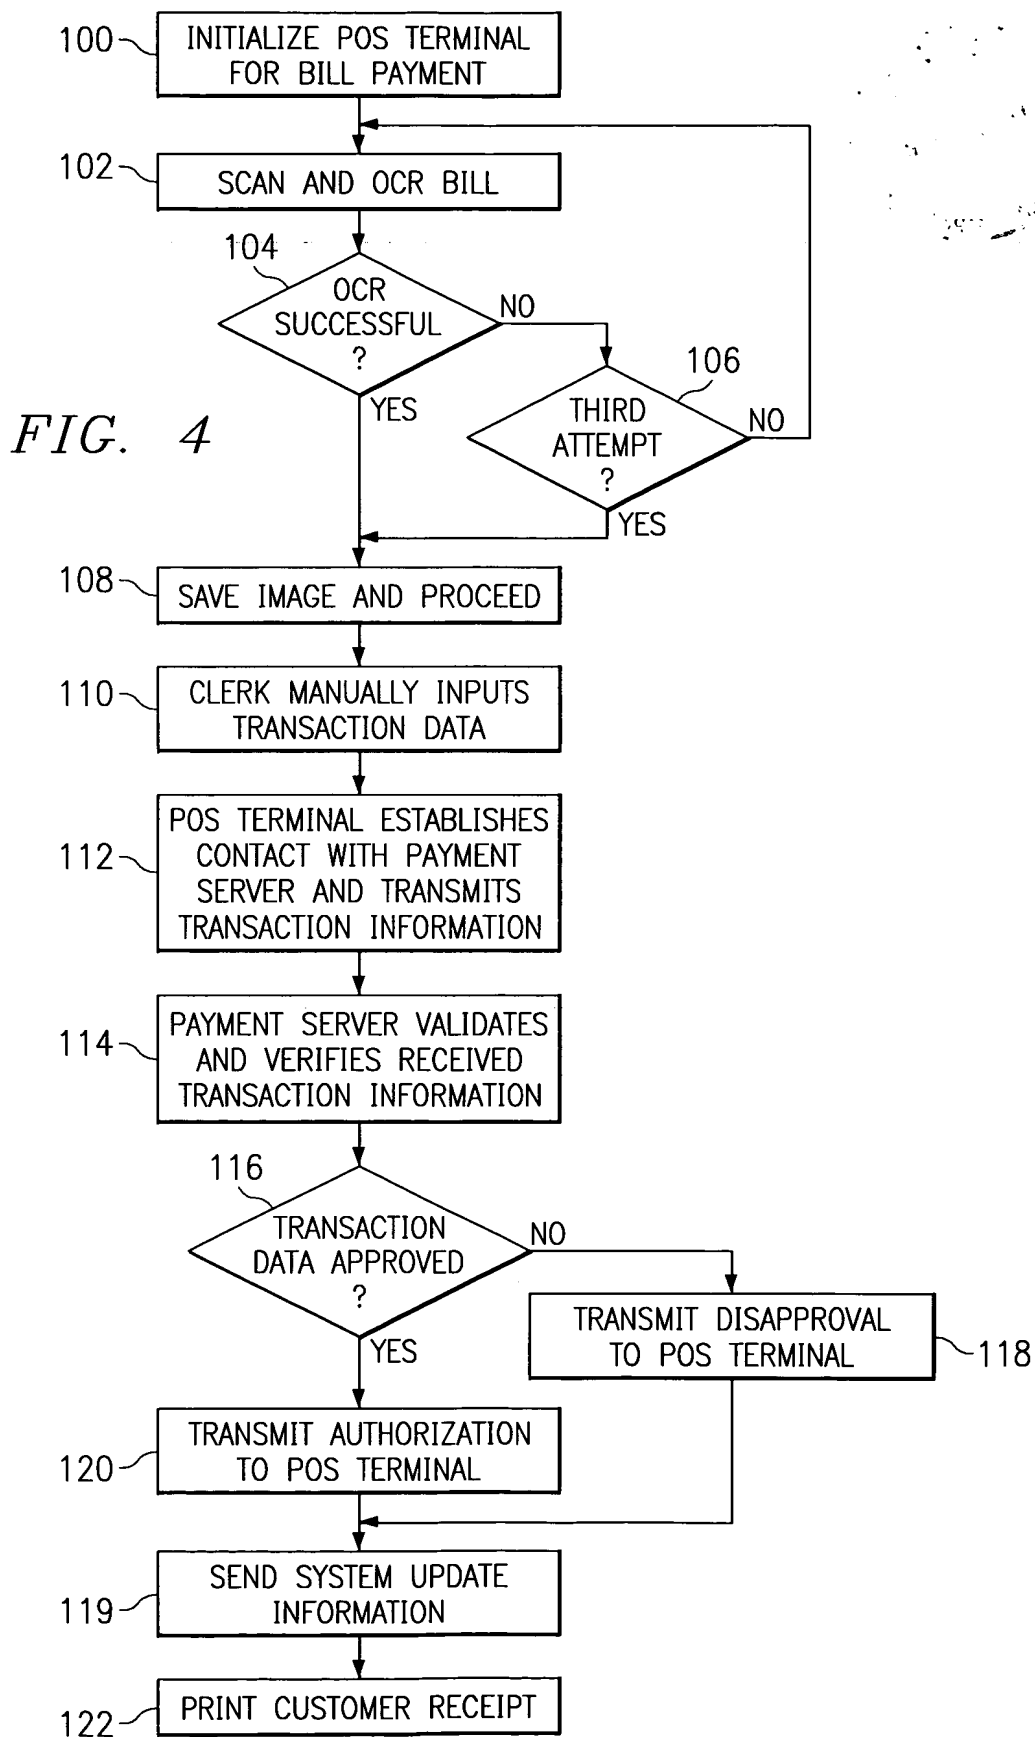 100
INITIALIZE POS TERMINAL
FOR BILL PAYMENT
102
SCAN AND OCR BILL
104
OCR
SUCCESSFUL
?
NO
YES
106
THIRD
ATTEMPT
?
NO
YES
FIG. 4
108
SAVE IMAGE AND PROCEED
110
CLERK MANUALLY INPUTS
TRANSACTION DATA
112
POS TERMINAL ESTABLISHES
CONTACT WITH PAYMENT
SERVER AND TRANSMITS
TRANSACTION INFORMATION
114
PAYMENT SERVER VALIDATES
AND VERIFIES RECEIVED
TRANSACTION INFORMATION
116
TRANSACTION
DATA APPROVED
?
NO
YES
TRANSMIT DISAPPROVAL
TO POS TERMINAL
118
120
TRANSMIT AUTHORIZATION
TO POS TERMINAL
119
SEND SYSTEM UPDATE
INFORMATION
122
PRINT CUSTOMER RECEIPT